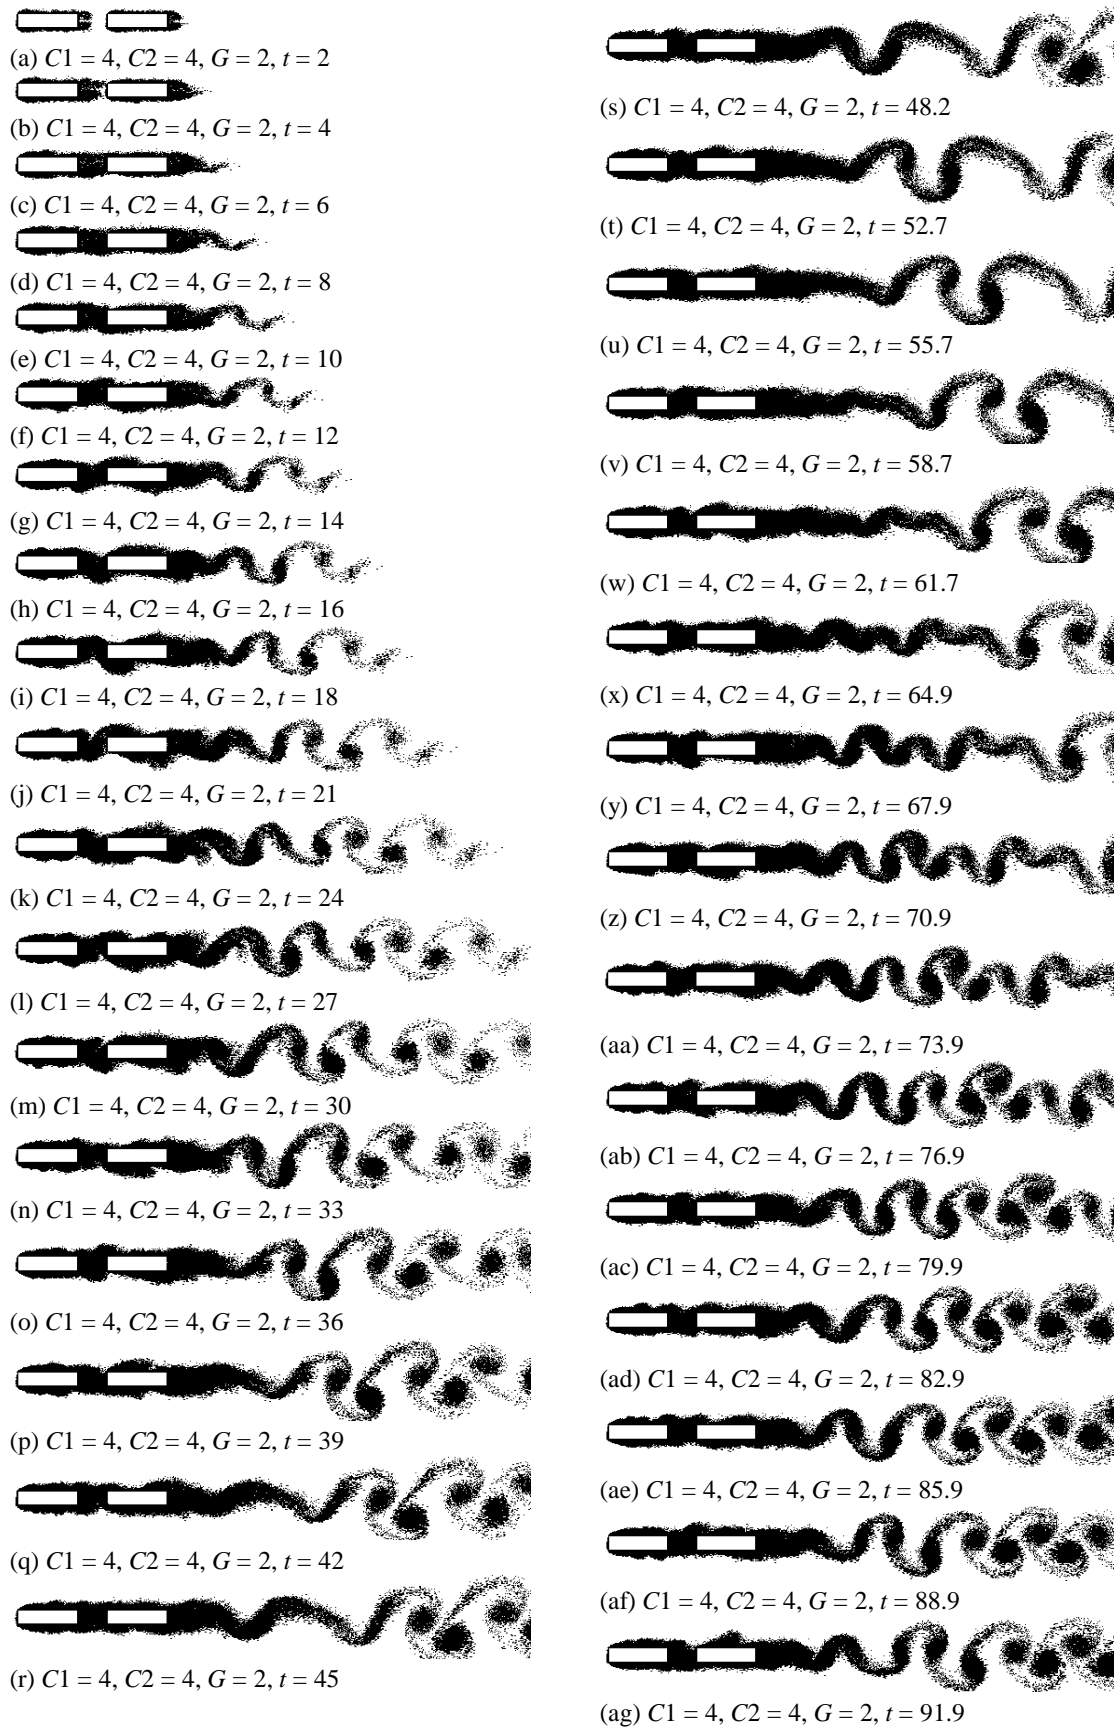 (a) C1 = 4, C2 = 4, G = 2, t = 2
(b) C1 = 4, C2 = 4, G = 2, t = 4
(c) C1 = 4, C2 = 4, G = 2, t = 6
(d) C1 = 4, C2 = 4, G = 2, t = 8
(e) C1 = 4, C2 = 4, G = 2, t = 10
(f) C1 = 4, C2 = 4, G = 2, t = 12
(g) C1 = 4, C2 = 4, G = 2, t = 14
(h) C1 = 4, C2 = 4, G = 2, t = 16
(i) C1 = 4, C2 = 4, G = 2, t = 18
(j) C1 = 4, C2 = 4, G = 2, t = 21
(k) C1 = 4, C2 = 4, G = 2, t = 24
(l) C1 = 4, C2 = 4, G = 2, t = 27
(m) C1 = 4, C2 = 4, G = 2, t = 30
(n) C1 = 4, C2 = 4, G = 2, t = 33
(o) C1 = 4, C2 = 4, G = 2, t = 36
(p) C1 = 4, C2 = 4, G = 2, t = 39
(q) C1 = 4, C2 = 4, G = 2, t = 42
(r) C1 = 4, C2 = 4, G = 2, t = 45
(s) C1 = 4, C2 = 4, G = 2, t = 48.2
(t) C1 = 4, C2 = 4, G = 2, t = 52.7
(u) C1 = 4, C2 = 4, G = 2, t = 55.7
(v) C1 = 4, C2 = 4, G = 2, t = 58.7
(w) C1 = 4, C2 = 4, G = 2, t = 61.7
(x) C1 = 4, C2 = 4, G = 2, t = 64.9
(y) C1 = 4, C2 = 4, G = 2, t = 67.9
(z) C1 = 4, C2 = 4, G = 2, t = 70.9
(aa) C1 = 4, C2 = 4, G = 2, t = 73.9
(ab) C1 = 4, C2 = 4, G = 2, t = 76.9
(ac) C1 = 4, C2 = 4, G = 2, t = 79.9
(ad) C1 = 4, C2 = 4, G = 2, t = 82.9
(ae) C1 = 4, C2 = 4, G = 2, t = 85.9
(af) C1 = 4, C2 = 4, G = 2, t = 88.9
(ag) C1 = 4, C2 = 4, G = 2, t = 91.9